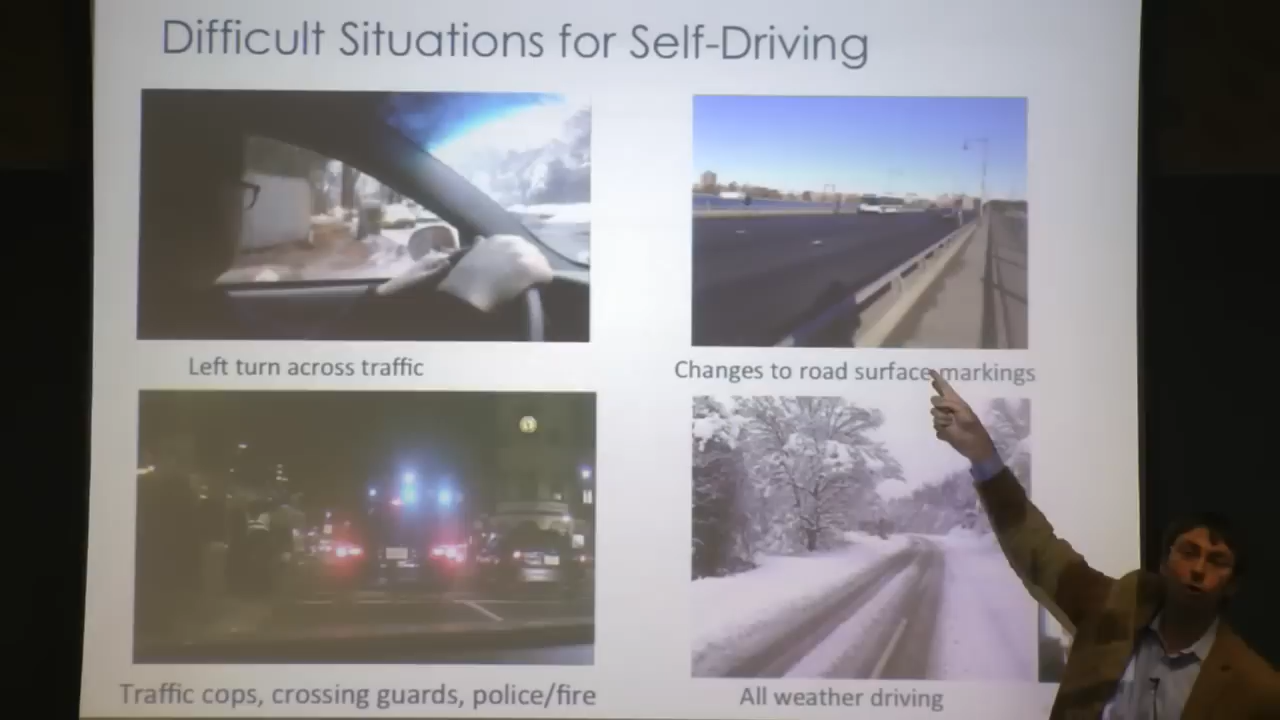 Difficult Situations for Self-Driving
Left turn across traffic
Changes to road surface markings
Traffic cops, crossing guards, police/fire
All weather driving